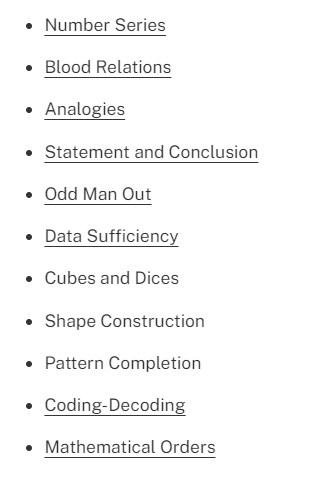 Number Series
Blood Relations
Analogies
Statement and Conclusion
Odd Man Out
Data Sufficiency
Cubes and Dices
Shape Construction
Pattern Completion
Coding-Decoding
Mathematical Orders